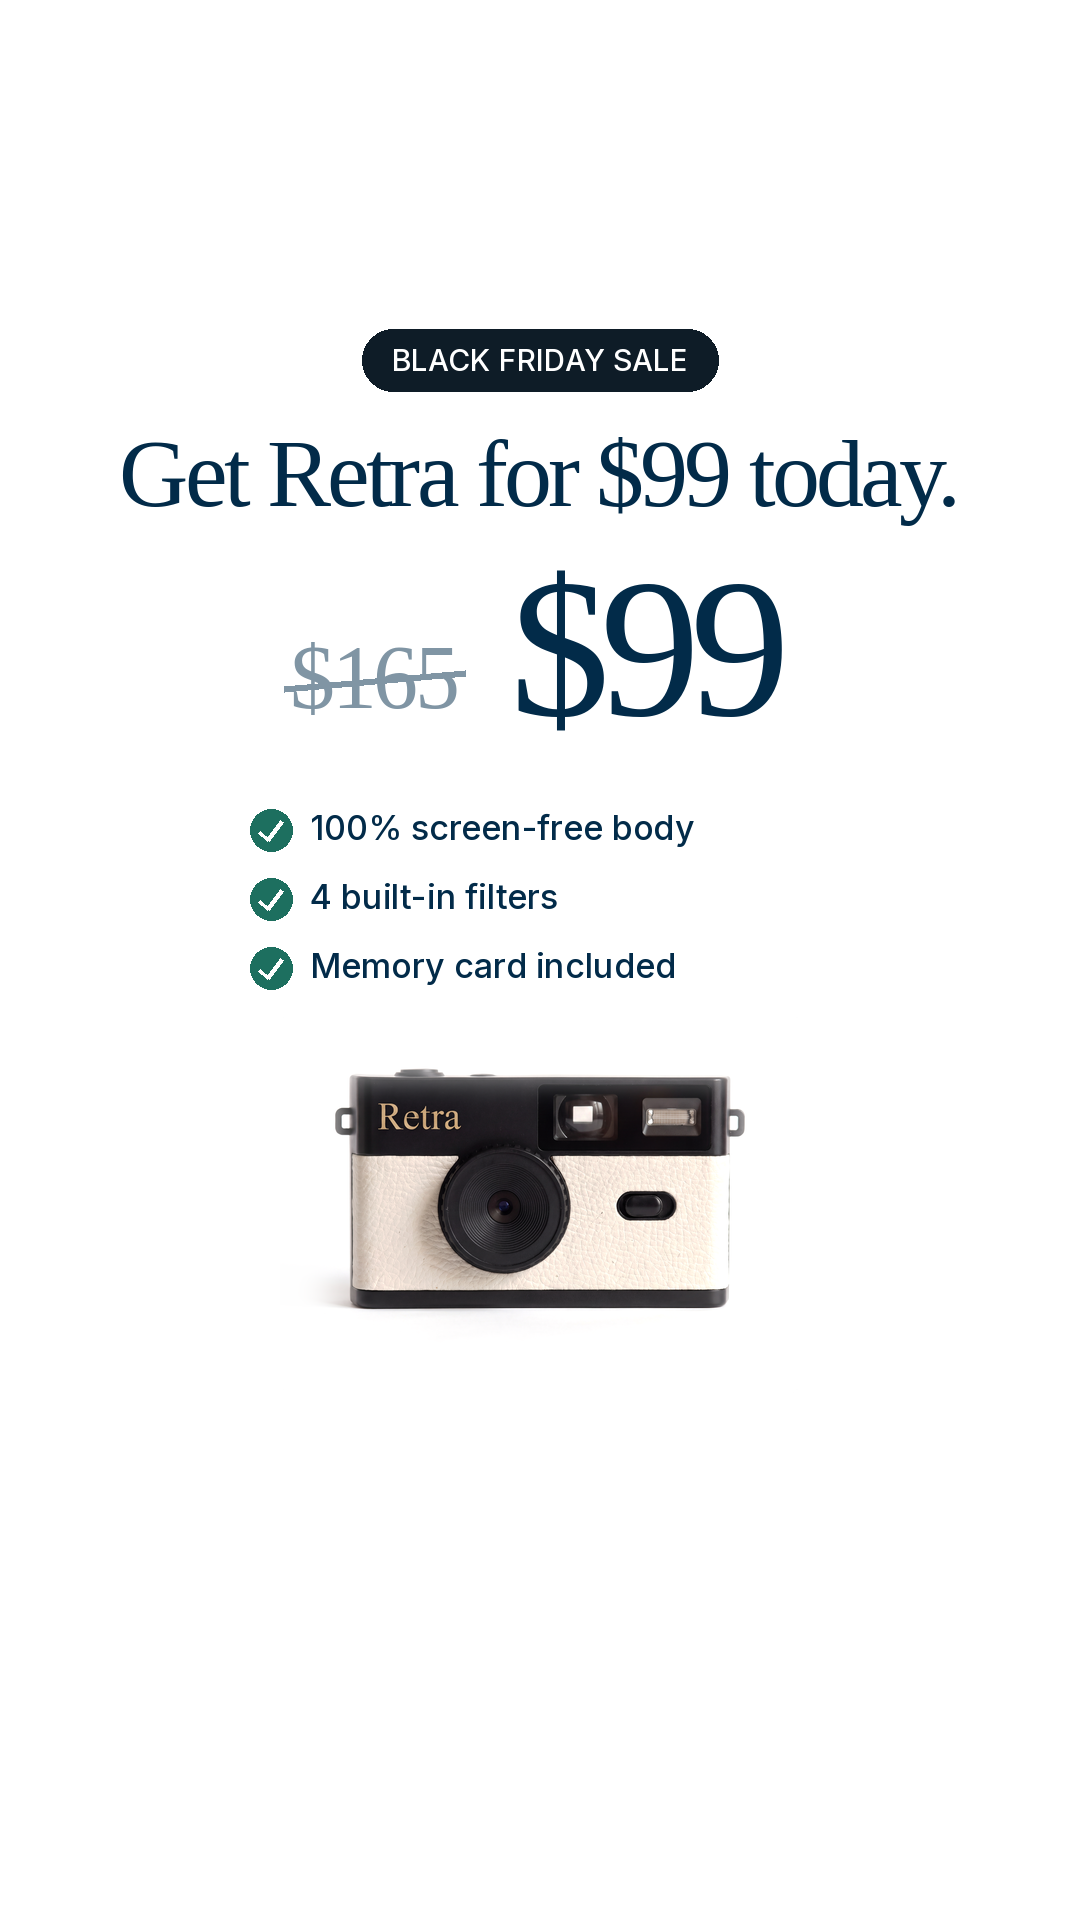 BLACK FRIDAY SALE
Get Retra for $99 today.
$165 $99
100% screen-free body
4 built-in filters
Memory card included
Retra